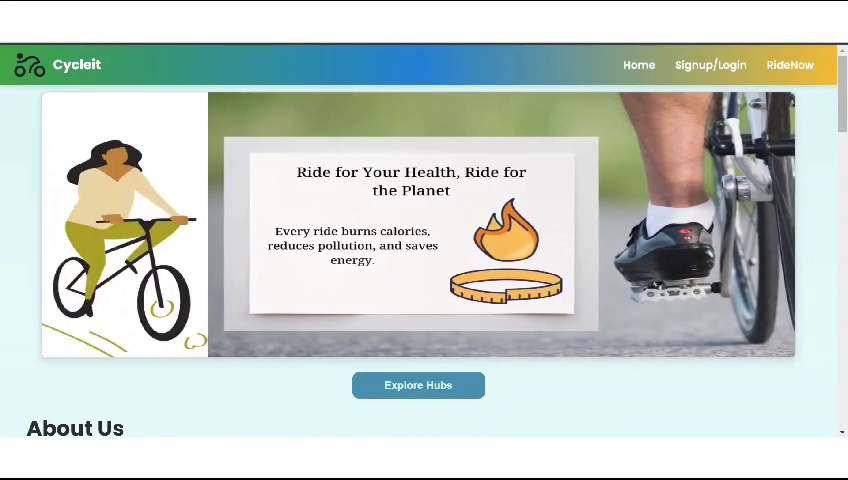 Cycleit
Home
Signup/Login
RideNow
Ride for Your Health, Ride for
the Planet
Every ride burns calories,
reduces pollution, and saves
energy.
Explore Hubs
About Us